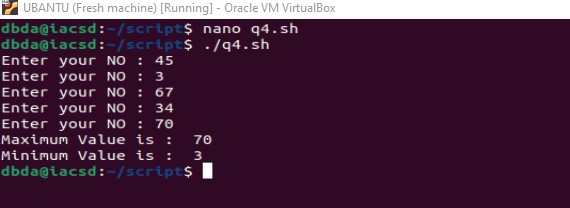 UBANTU (Fresh machine) [Running] - Oracle VM VirtualBox
dbda@iacsd:~/script$ nano q4.sh
dbda@iacsd:~/script$ ./q4.sh
Enter your NO : 45
Enter your NO : 3
Enter your NO : 67
Enter your NO : 34
Enter your NO : 70
Maximum Value is :  70
Minimum Value is :  3
dbda@iacsd:~/script$